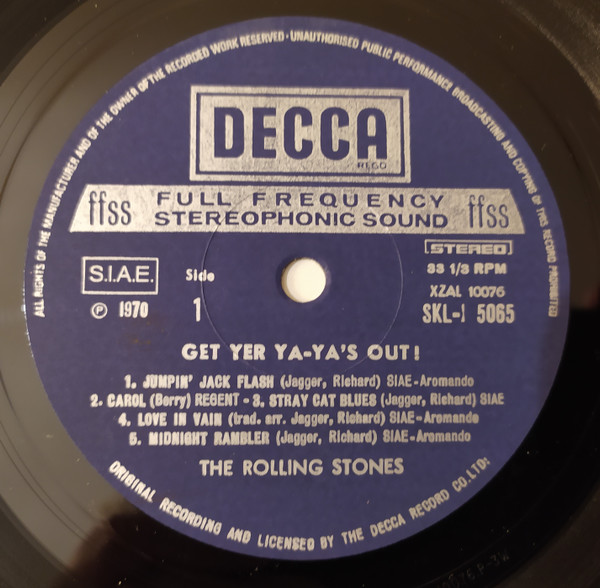 ALL RIGHTS OF THE MANUFACTURER AND OF THE OWNER OF THE RECORDED WORK RESERVED · UNAUTHORISED PUBLIC PERFORMANCE BROADCASTING AND COPYING OF THIS RECORD PROHIBITED
DECCA
REGD
ffss FULL FREQUENCY STEREOPHONIC SOUND ffss
STEREO
S.I.A.E. Side 33 1/3 RPM
XZAL 10076
℗ 1970 1 SKL-I 5065
GET YER YA-YA'S OUT!
1. JUMPIN' JACK FLASH (Jagger, Richard) SIAE-Aromando
2. CAROL (Berry) REGENT - 3. STRAY CAT BLUES (Jagger, Richard) SIAE
4. LOVE IN VAIN (trad. arr. Jagger, Richard) SIAE-Aromando
5. MIDNIGHT RAMBLER (Jagger, Richard) SIAE-Aromando
THE ROLLING STONES
ORIGINAL RECORDING AND LICENSED BY THE DECCA RECORD CO. LTD: